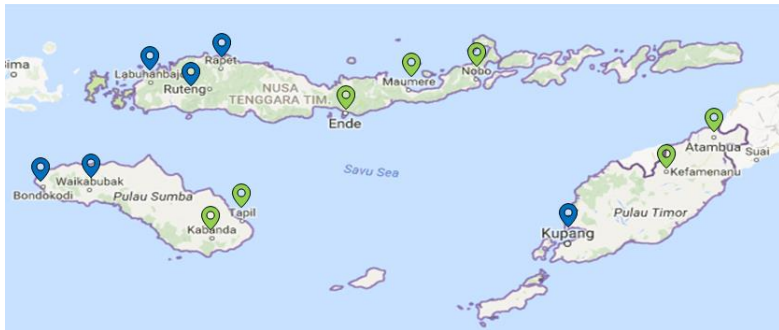 Bima
Rapet
Labuhanbajo
Ruteng
NUSA
TENGGARA TIM.
Maumere
Nobo
Ende
Savu Sea
Atambua
Suai
Kefamenanu
Pulau Timor
Kupang
Bondokodi
Waikabubak
Pulau Sumba
Tapil
Kabanda